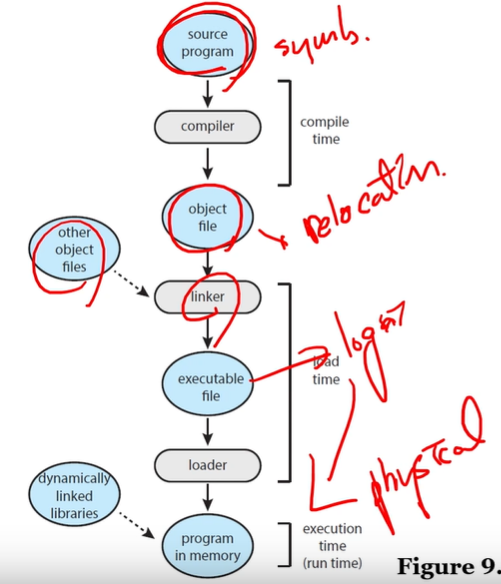 source
program
symb.
compiler
compile
time
object
file
relocation.
other
object
files
linker
load
time
executable
file
loader
dynamically
linked
libraries
physical
program
in memory
execution
time
(run time)
Figure 9.